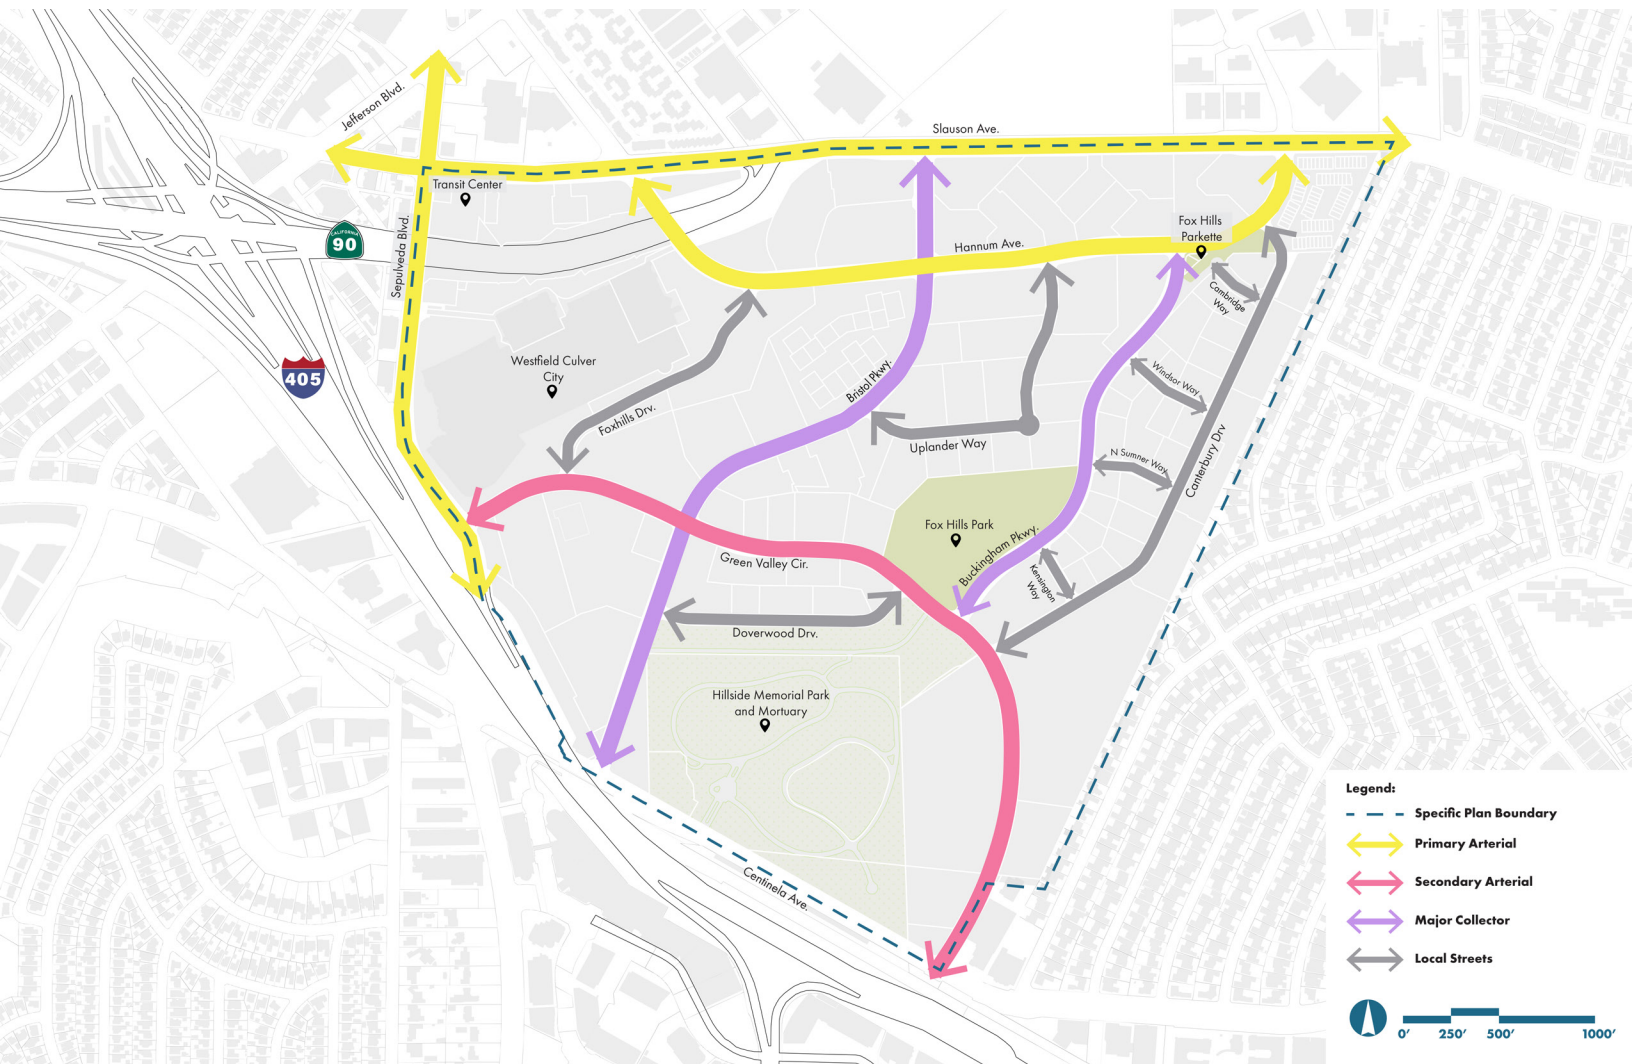 Jefferson Blvd.
Slauson Ave.
Transit Center
Sepulveda Blvd.
CALIFORNIA
90
405
Fox Hills
Parkette
Hannum Ave.
Cambridge
Way
Westfield Culver
City
Foxhills Drv.
Bristol Pkwy.
Windsor Way
Uplander Way
N Sumner Way
Canterbury Drv
Fox Hills Park
Buckingham Pkwy.
Kensington
Way
Green Valley Cir.
Doverwood Drv.
Hillside Memorial Park
and Mortuary
Centinela Ave.
Legend:
Specific Plan Boundary
Primary Arterial
Secondary Arterial
Major Collector
Local Streets
0' 250' 500' 1000'